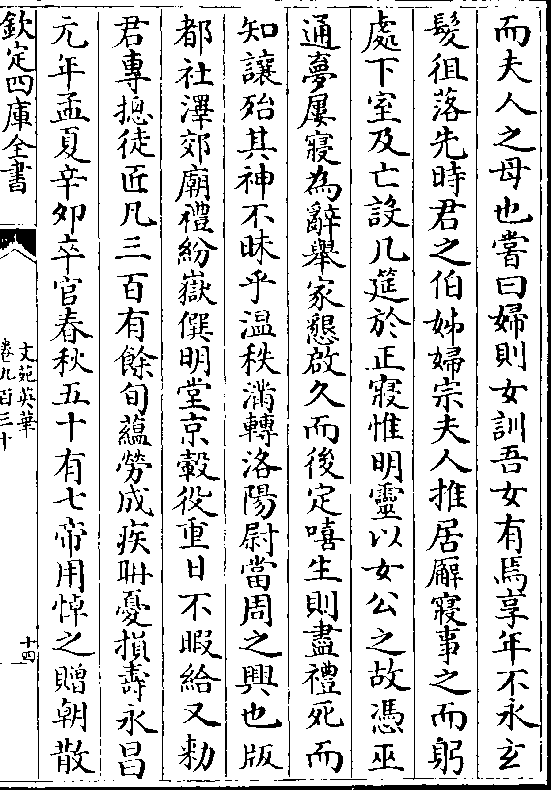 而夫人之母也嘗曰婦則女訓吾女有焉享年不永玄
髮徂落先時君之伯姊婦宗夫人推居廨寢事之而躬
處下室及亡設几筵於正寢惟明靈以女公之故憑巫
通夢屢寢為辭舉家懇啟久而後定嘻生則盡禮死而
知讓殆其神不昧乎温秩滿轉洛陽尉當周之興也版
都社澤郊廟禮紛嶽僎明堂京轂役重日不暇給又勅
君專揔徒匠凡三百有餘旬蘊勞成疾冊憂損壽永昌
元年孟夏辛夘卒官春秋五十有七帝用悼之贈朝散
欽定四庫全書
文苑英華
卷九百三十
十四